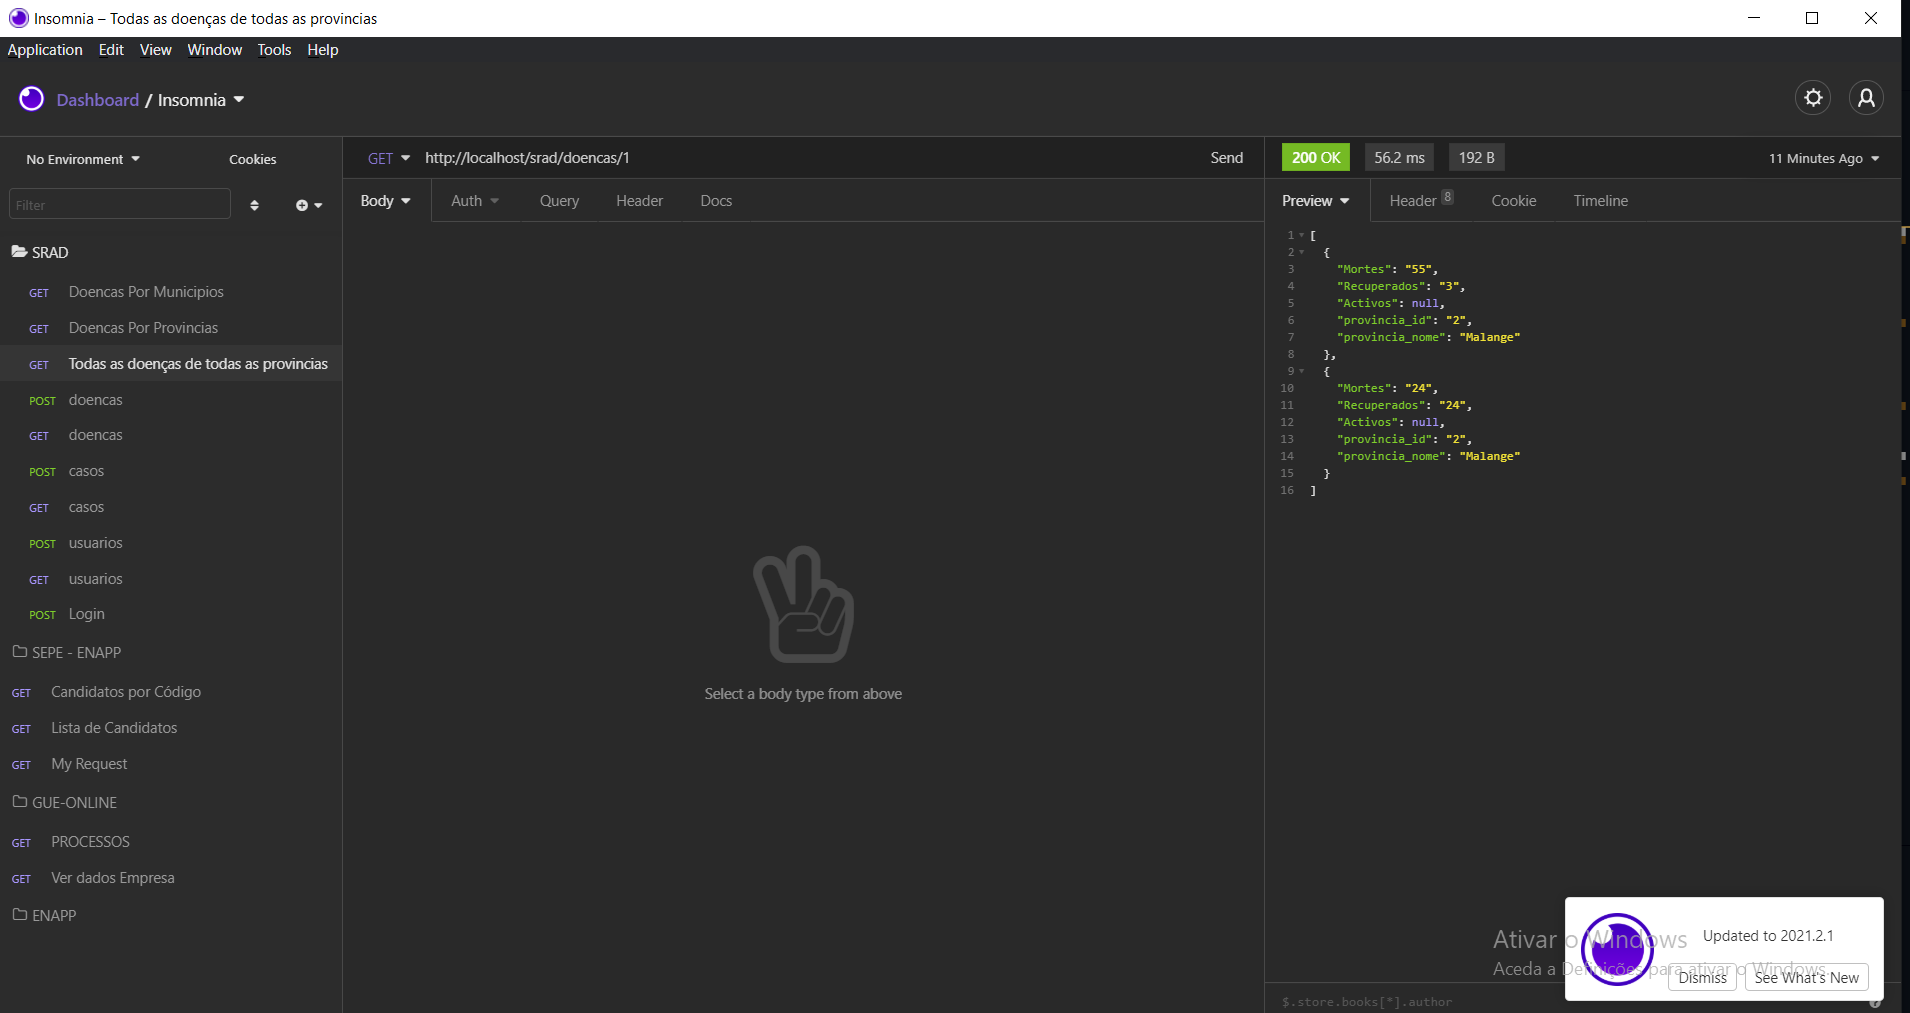 Insomnia – Todas as doenças de todas as provincias
Application Edit View Window Tools Help
Dashboard / Insomnia
No Environment Cookies
Filter
SRAD
GET Doencas Por Municipios
GET Doencas Por Provincias
GET Todas as doenças de todas as provincias
POST doencas
GET doencas
POST casos
GET casos
POST usuarios
GET usuarios
POST Login
SEPE - ENAPP
GET Candidatos por Código
GET Lista de Candidatos
GET My Request
GUE-ONLINE
GET PROCESSOS
GET Ver dados Empresa
ENAPP
GET http://localhost/srad/doencas/1 Send
Body Auth Query Header Docs
Select a body type from above
200 OK 56.2 ms 192 B 11 Minutes Ago
Preview Header 8 Cookie Timeline
1 [
2 {
3 "Mortes": "55",
4 "Recuperados": "3",
5 "Activos": null,
6 "provincia_id": "2",
7 "provincia_nome": "Malange"
8 },
9 {
10 "Mortes": "24",
11 "Recuperados": "24",
12 "Activos": null,
13 "provincia_id": "2",
14 "provincia_nome": "Malange"
15 }
16 ]
Ativar o Windows
Aceda a Definições para ativar o Windows.
Updated to 2021.2.1
Dismiss See What's New
$.store.books[*].author